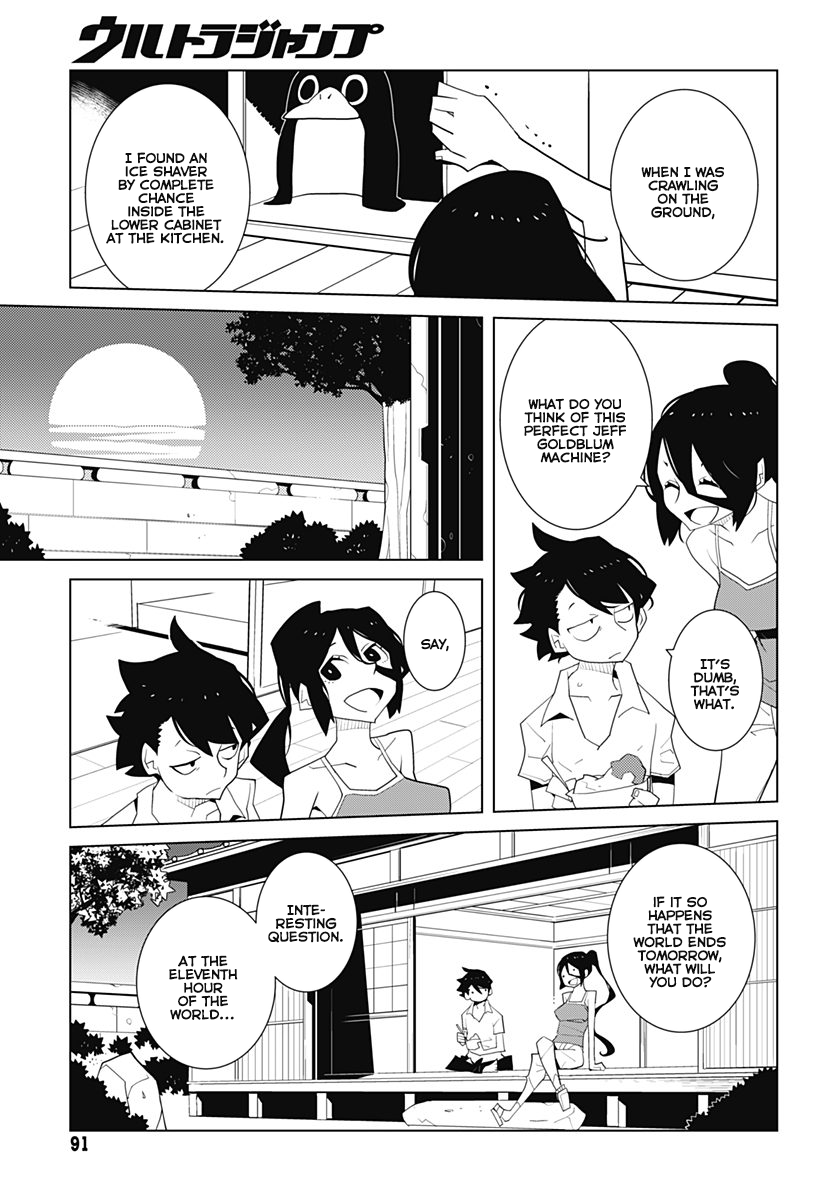 ウルトラジャンプ
WHEN I WAS
CRAWLING
ON THE
GROUND,
I FOUND AN
ICE SHAVER
BY COMPLETE
CHANCE
INSIDE THE
LOWER CABINET
AT THE KITCHEN.
WHAT DO YOU
THINK OF THIS
PERFECT JEFF
GOLDBLUM
MACHINE?
IT'S
DUMB,
THAT'S
WHAT.
SAY,
IF IT SO
HAPPENS
THAT THE
WORLD ENDS
TOMORROW,
WHAT WILL
YOU DO?
INTE-
RESTING
QUESTION.
AT THE
ELEVENTH
HOUR
OF THE
WORLD...
91